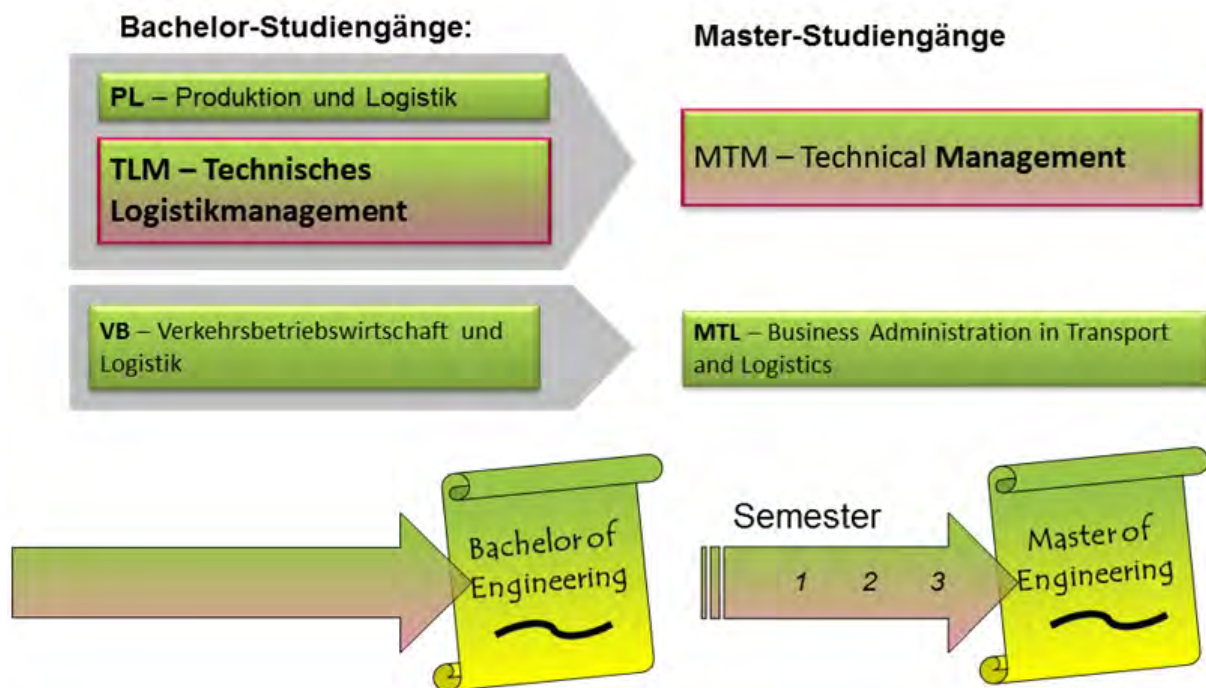 Bachelor-Studiengänge:
PL – Produktion und Logistik
TLM – Technisches
Logistikmanagement
VB – Verkehrsbetriebswirtschaft und
Logistik
Master-Studiengänge
MTM – Technical Management
MTL – Business Administration in Transport
and Logistics
Bachelor of
Engineering
Semester
1 2 3
Master of
Engineering